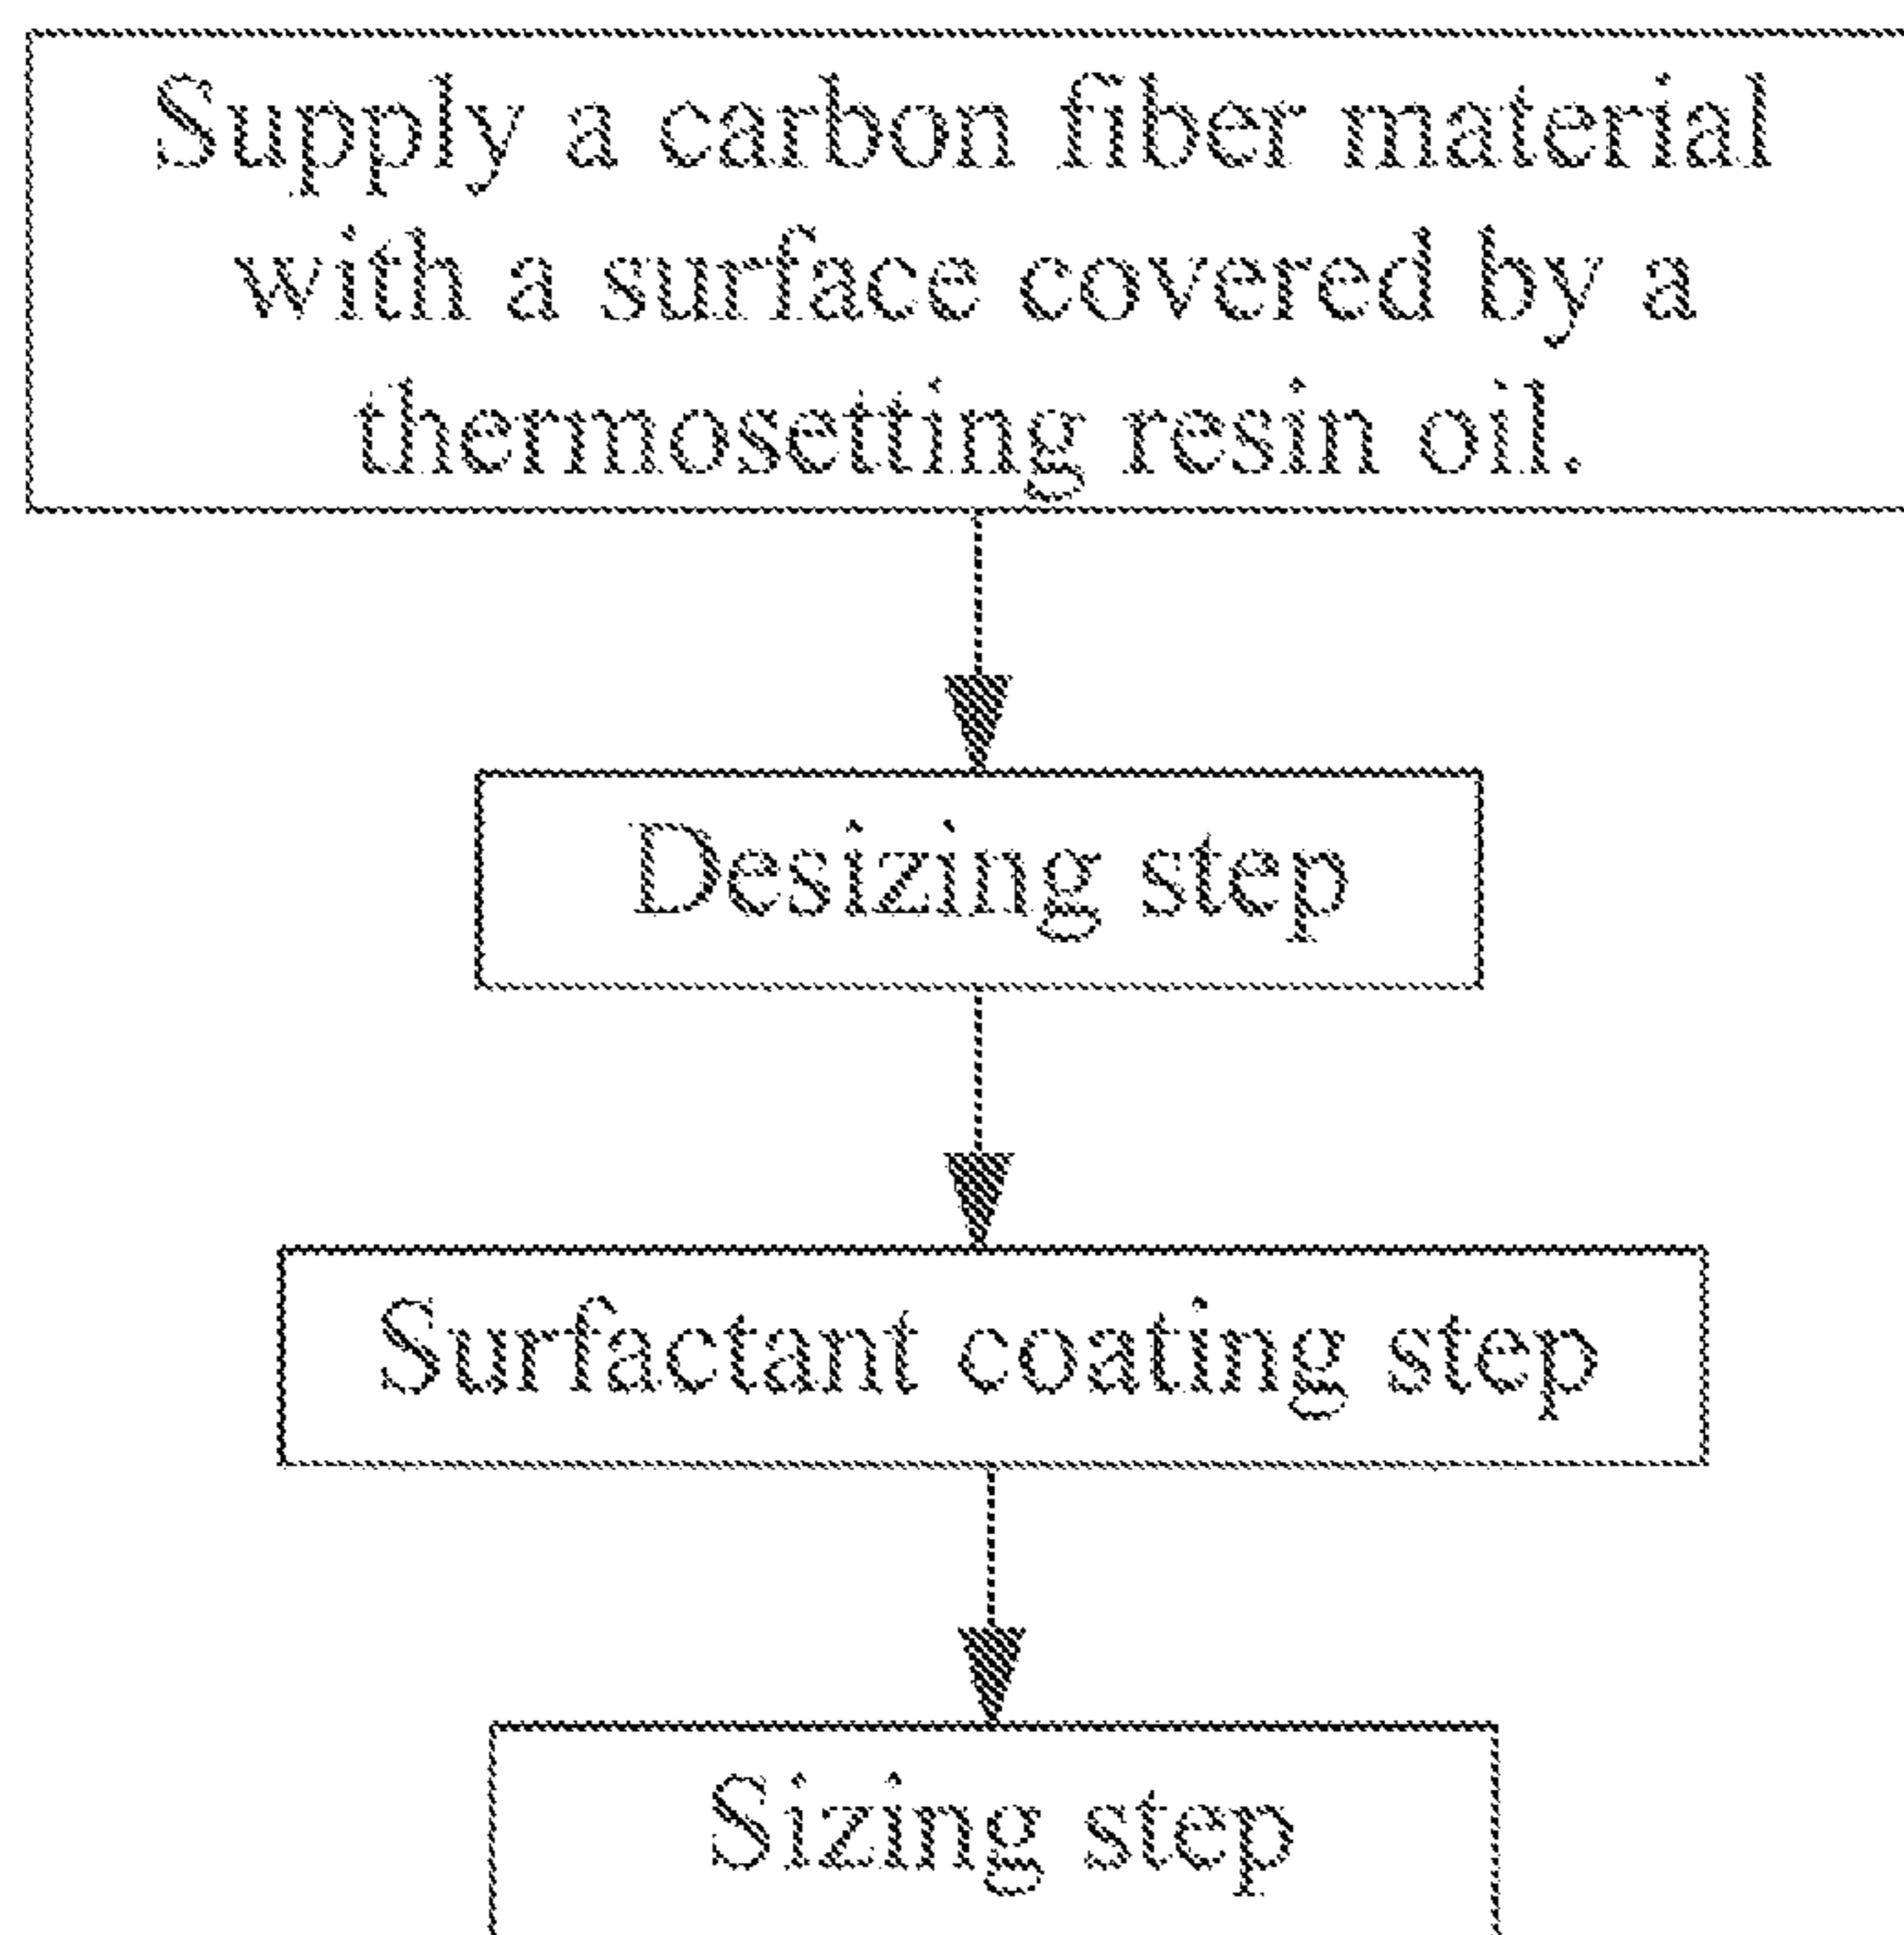 Supply a carbon fiber material
with a surface covered by a
thermosetting resin oil.
Desizing step
Surfactant coating step
Sizing step